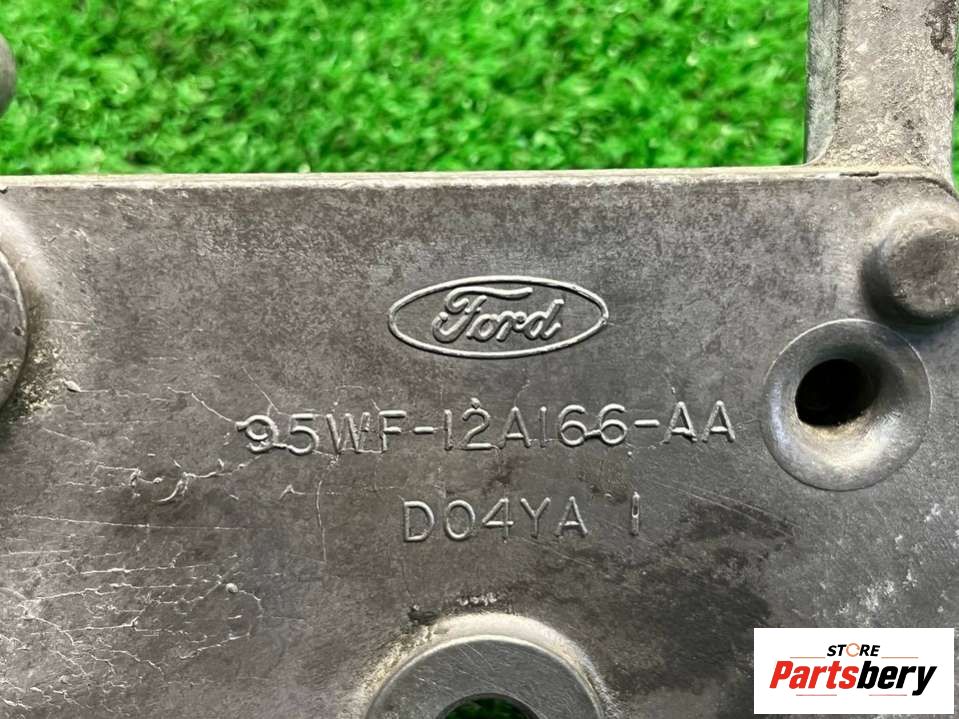 Ford
95WF-12A166-AA
D04YA 1
STORE
Partsbery